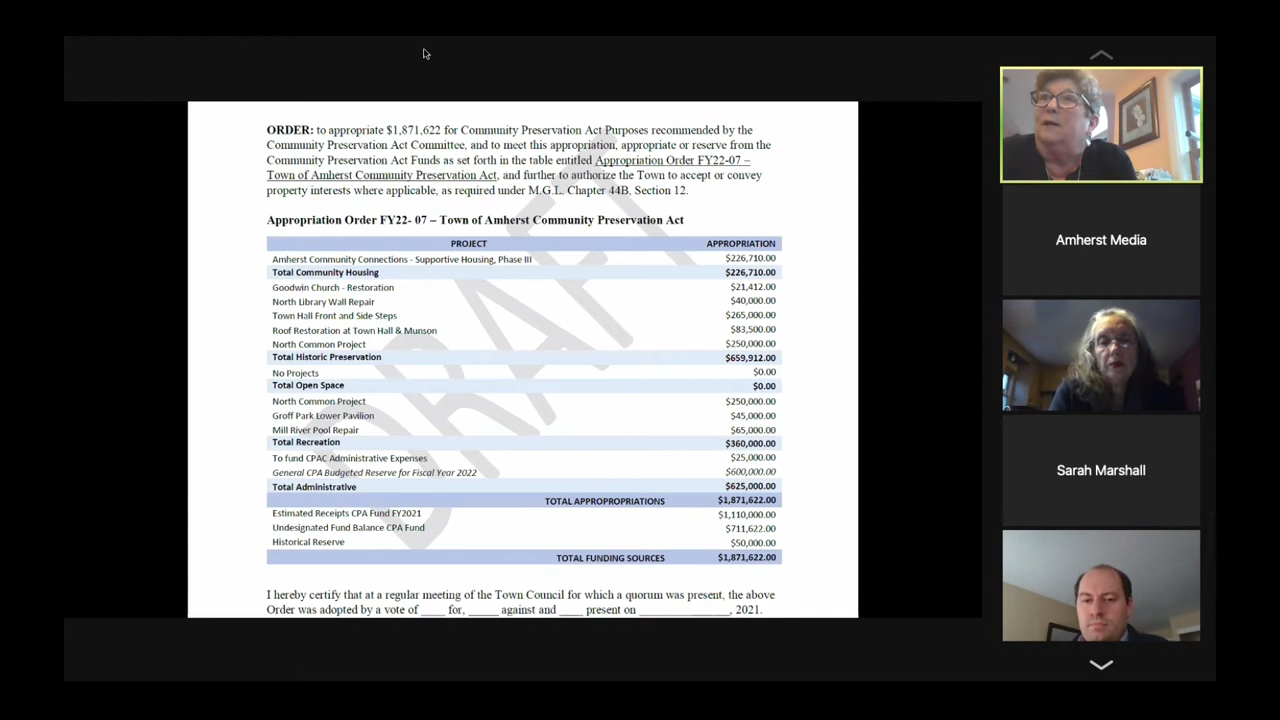 ORDER: to appropriate $1,871,622 for Community Preservation Act Purposes recommended by the
Community Preservation Act Committee, and to meet this appropriation, appropriate or reserve from the
Community Preservation Act Funds as set forth in the table entitled Appropriation Order FY22-07 –
Town of Amherst Community Preservation Act, and further to authorize the Town to accept or convey
property interests where applicable, as required under M.G.L. Chapter 44B, Section 12.
Appropriation Order FY22- 07 – Town of Amherst Community Preservation Act
PROJECT APPROPRIATION
Amherst Community Connections - Supportive Housing, Phase III $226,710.00
Total Community Housing $226,710.00
Goodwin Church - Restoration $21,412.00
North Library Wall Repair $40,000.00
Town Hall Front and Side Steps $265,000.00
Roof Restoration at Town Hall & Munson $83,500.00
North Common Project $250,000.00
Total Historic Preservation $659,912.00
No Projects $0.00
Total Open Space $0.00
North Common Project $250,000.00
Groff Park Lower Pavilion $45,000.00
Mill River Pool Repair $65,000.00
Total Recreation $360,000.00
To fund CPAC Administrative Expenses $25,000.00
General CPA Budgeted Reserve for Fiscal Year 2022 $600,000.00
Total Administrative $625,000.00
TOTAL APPROPROPRIATIONS $1,871,622.00
Estimated Receipts CPA Fund FY2021 $1,110,000.00
Undesignated Fund Balance CPA Fund $711,622.00
Historical Reserve $50,000.00
TOTAL FUNDING SOURCES $1,871,622.00
I hereby certify that at a regular meeting of the Town Council for which a quorum was present, the above
Order was adopted by a vote of ____ for, _____ against and ____ present on _______________, 2021.
DRAFT
Amherst Media
Sarah Marshall